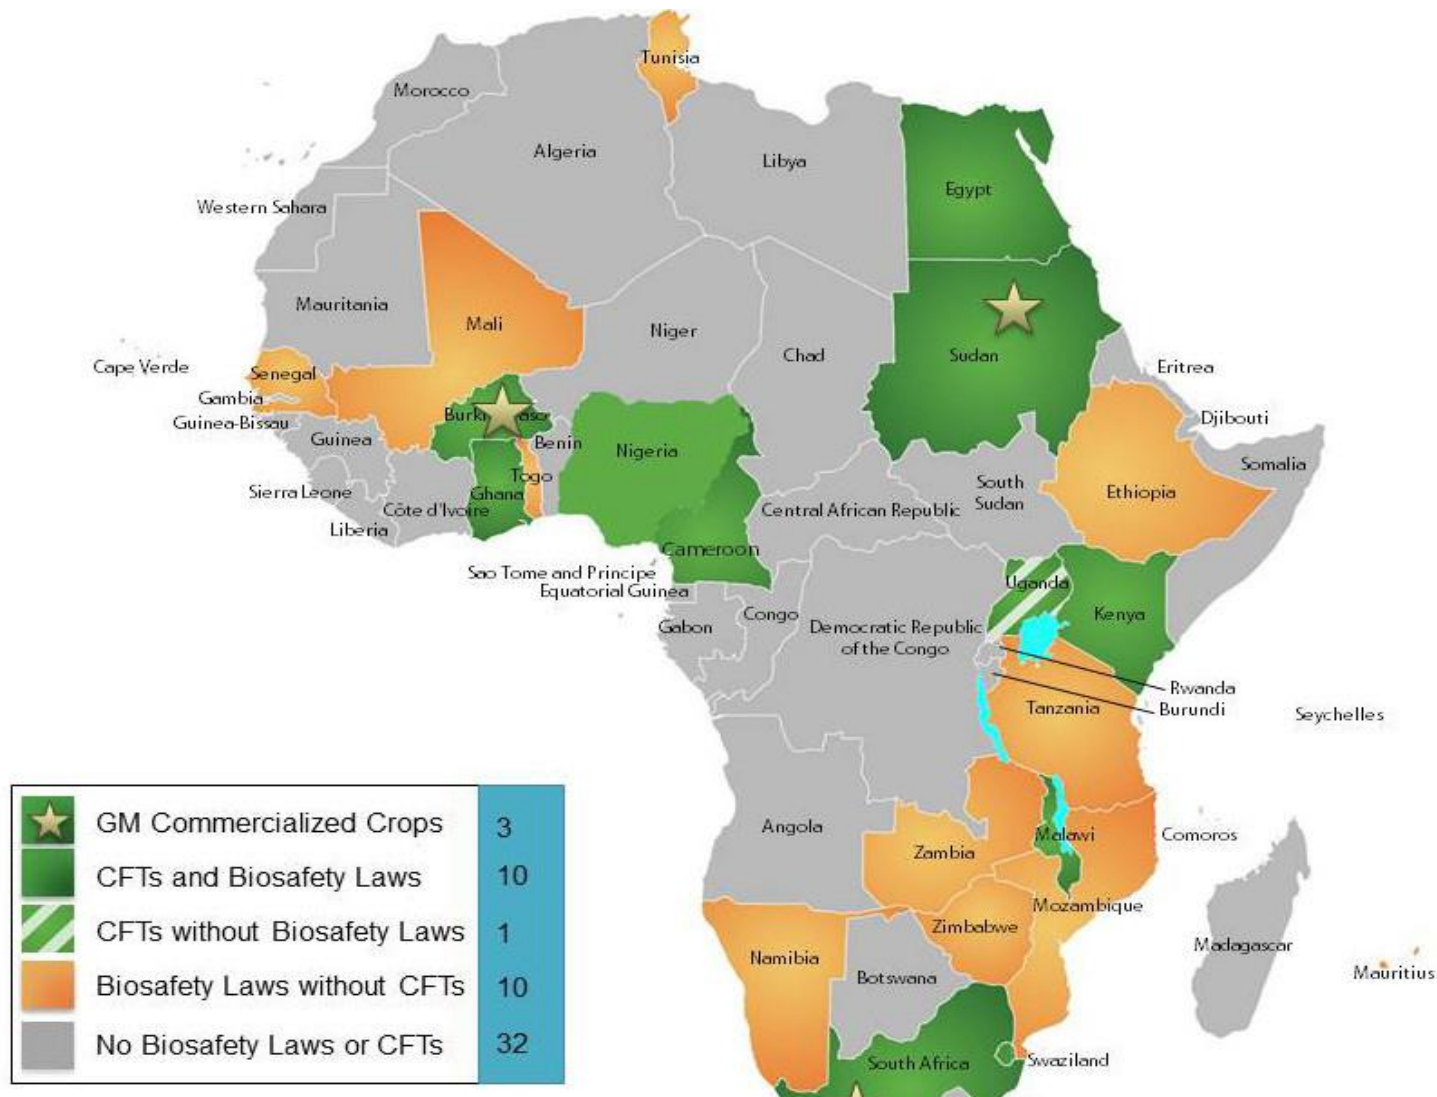 Tunisia
Morocco
Algeria
Libya
Egypt
Western Sahara
Mauritania
Mali
Niger
Chad
Sudan
Cape Verde
Senegal
Eritrea
Gambia
Guinea-Bissau
Burki aso
Djibouti
Guinea
Benin
Nigeria
Somalia
Togo
Sierra Leone
Ghana
South
Sudan
Ethiopia
Côte d'Ivoire
Central African Republic
Liberia
Cameroon
Sao Tome and Principe
Equatorial Guinea
Uganda
Congo
Kenya
Gabon
Democratic Republic
of the Congo
Rwanda
Tanzania
Burundi
Seychelles
Angola
Malawi
Comoros
Zambia
Mozambique
Zimbabwe
Namibia
Botswana
Madagascar
Mauritius
South Africa
Swaziland
GM Commercialized Crops 3
CFTs and Biosafety Laws 10
CFTs without Biosafety Laws 1
Biosafety Laws without CFTs 10
No Biosafety Laws or CFTs 32